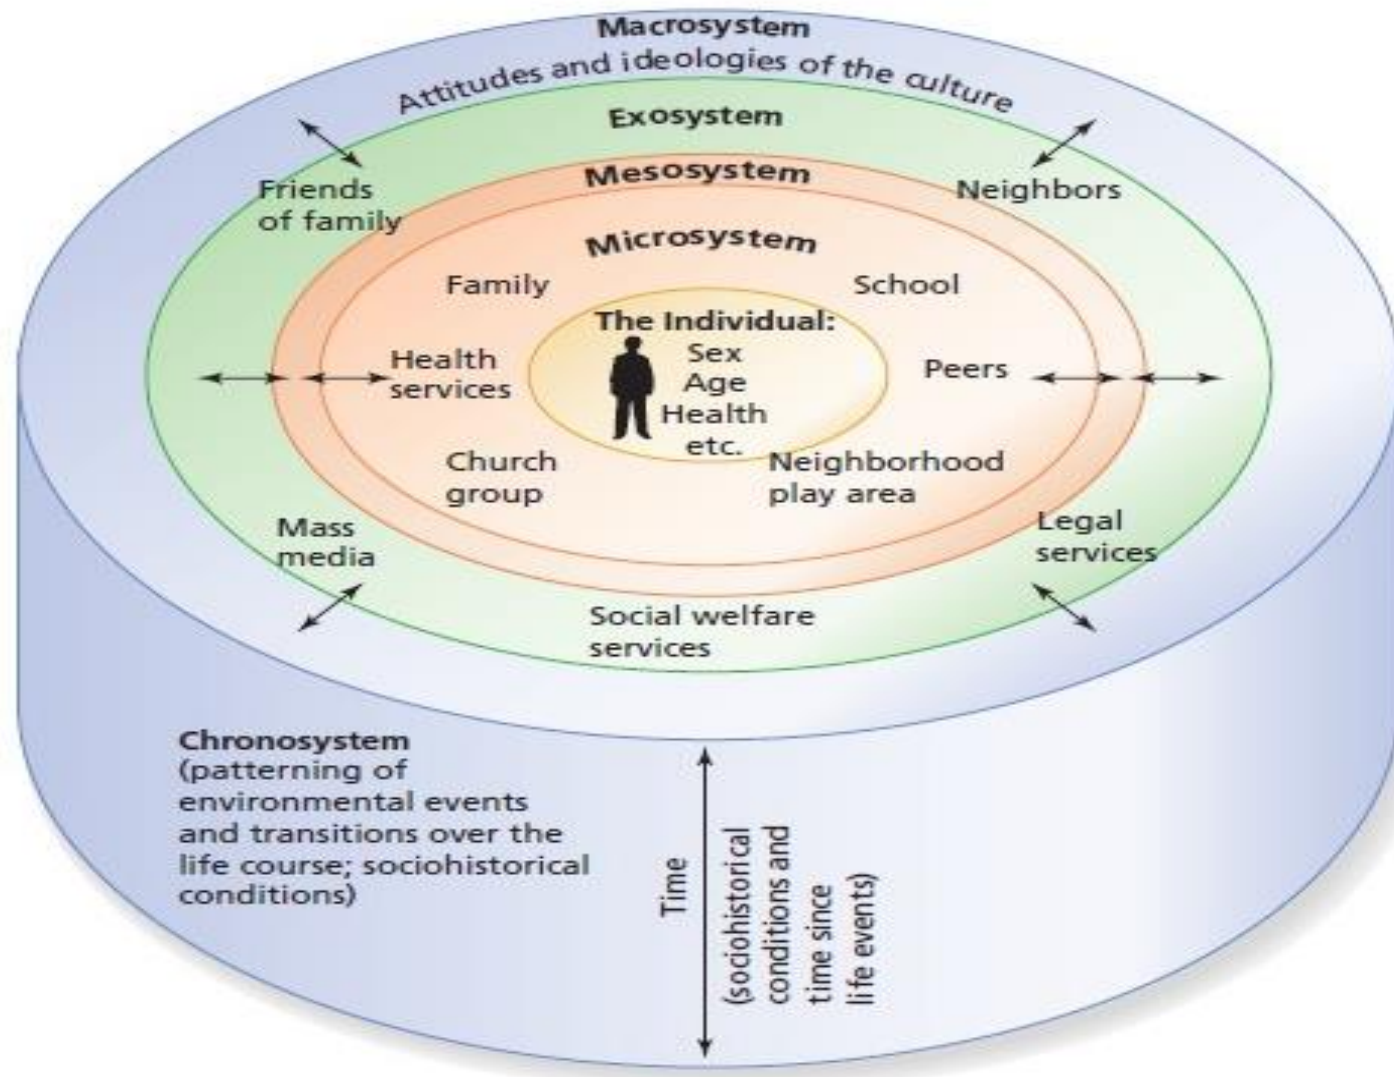 Macrosystem
Attitudes and ideologies of the culture
Exosystem
Mesosystem
Friends
of family
Neighbors
Microsystem
Family
School
The Individual:
Sex
Age
Health
etc.
Health
services
Peers
Church
group
Neighborhood
play area
Mass
media
Legal
services
Social welfare
services
Chronosystem
(patterning of
environmental events
and transitions over the
life course; sociohistorical
conditions)
Time
(sociohistorical
conditions and
time since
life events)